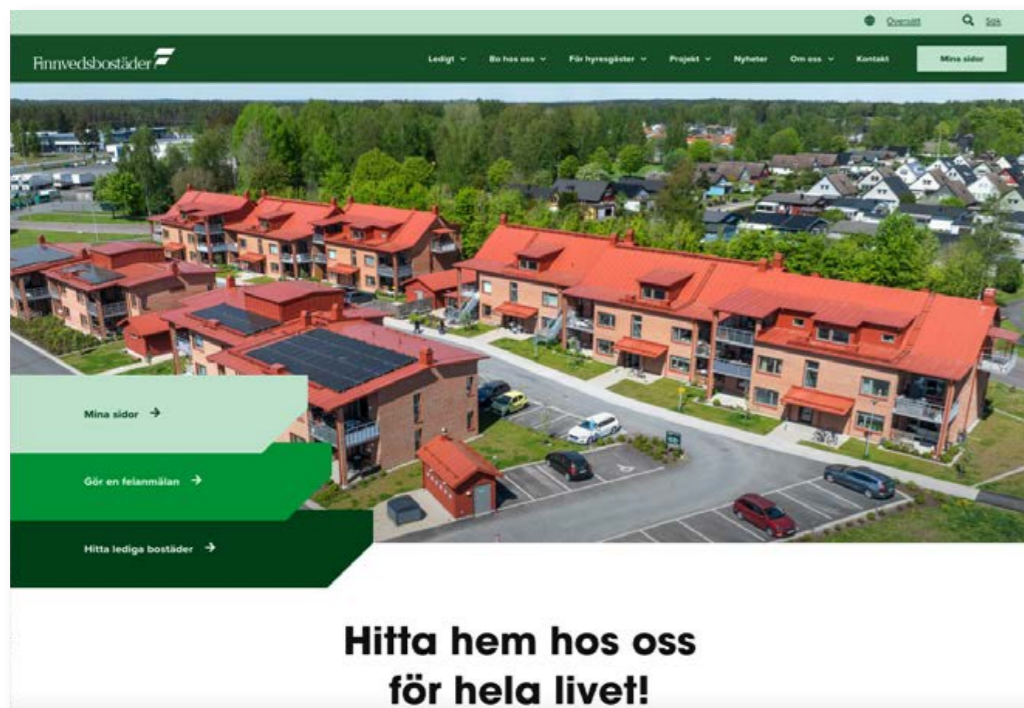 Översätt
Sök
Finnvedsbostäder
Ledigt
Bo hos oss
För hyresgäster
Projekt
Nyheter
Om oss
Kontakt
Mina sidor
Mina sidor
Gör en felanmälan
Hitta lediga bostäder
Hitta hem hos oss
för hela livet!